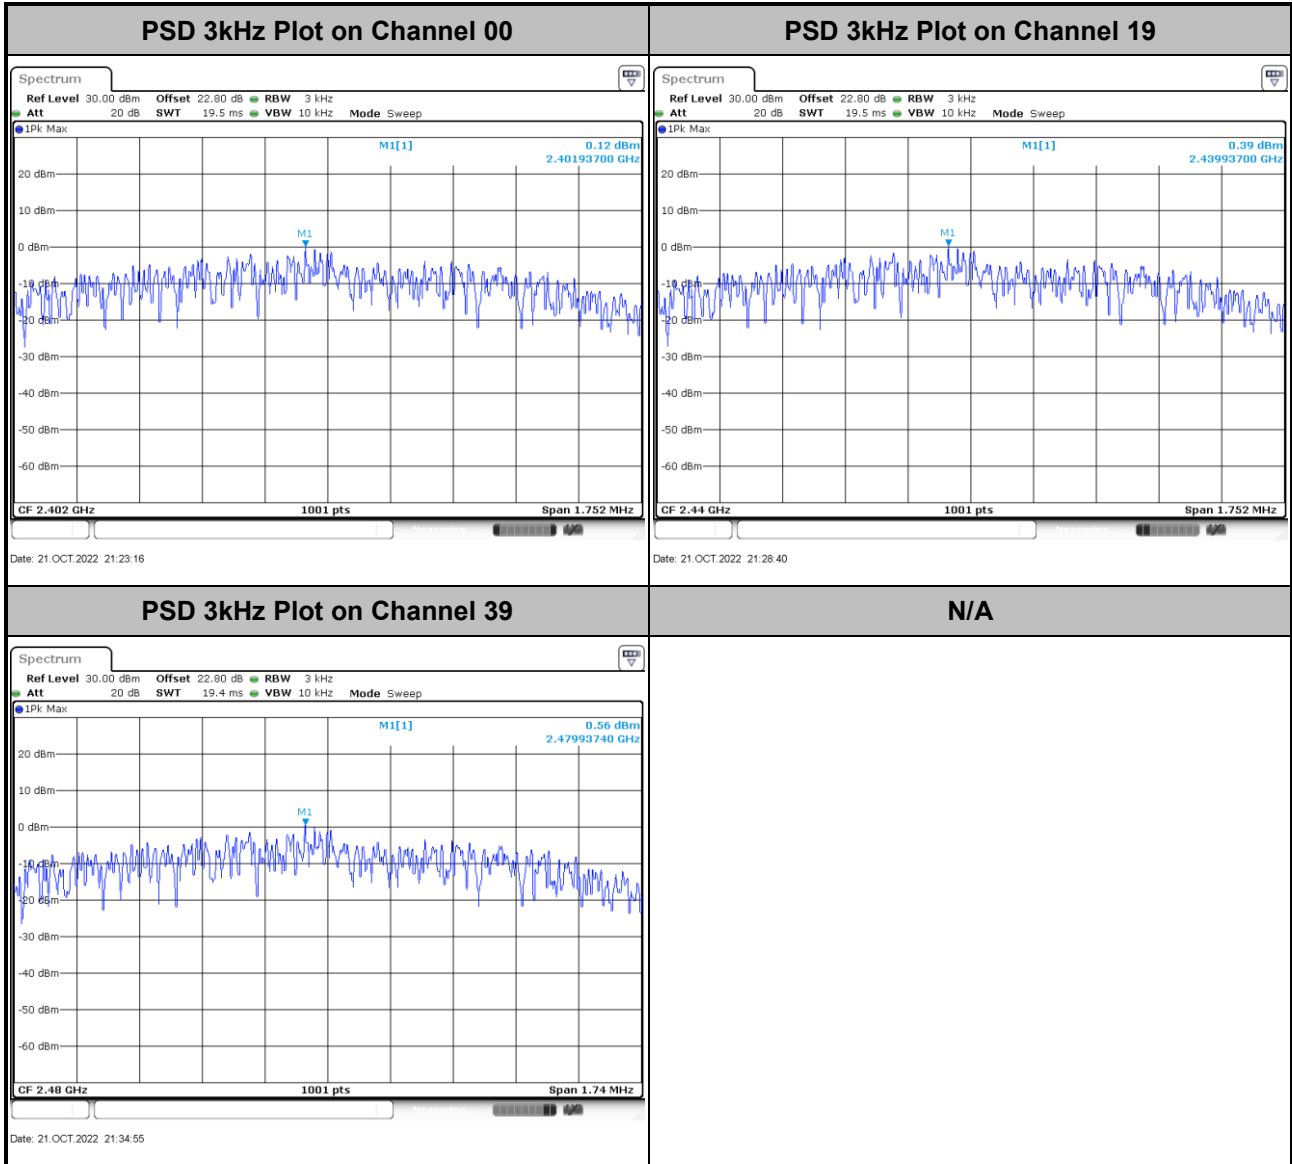 PSD 3kHz Plot on Channel 00
PSD 3kHz Plot on Channel 19
Spectrum
Ref Level 30.00 dBm Offset 22.80 dB RBW 3 kHz
Att 20 dB SWT 19.5 ms VBW 10 kHz Mode Sweep
1Pk Max
M1[1] 0.12 dBm
2.40193700 GHz
20 dBm
10 dBm
M1
0 dBm
-10 dBm
-20 dBm
-30 dBm
-40 dBm
-50 dBm
-60 dBm
CF 2.402 GHz 1001 pts Span 1.752 MHz
Measuring
Date: 21.OCT.2022 21:23:16
Spectrum
Ref Level 30.00 dBm Offset 22.80 dB RBW 3 kHz
Att 20 dB SWT 19.5 ms VBW 10 kHz Mode Sweep
1Pk Max
M1[1] 0.39 dBm
2.43993700 GHz
20 dBm
10 dBm
M1
0 dBm
-10 dBm
-20 dBm
-30 dBm
-40 dBm
-50 dBm
-60 dBm
CF 2.44 GHz 1001 pts Span 1.752 MHz
Measuring
Date: 21.OCT.2022 21:28:40
PSD 3kHz Plot on Channel 39
N/A
Spectrum
Ref Level 30.00 dBm Offset 22.80 dB RBW 3 kHz
Att 20 dB SWT 19.4 ms VBW 10 kHz Mode Sweep
1Pk Max
M1[1] 0.56 dBm
2.47993740 GHz
20 dBm
10 dBm
M1
0 dBm
-10 dBm
-20 dBm
-30 dBm
-40 dBm
-50 dBm
-60 dBm
CF 2.48 GHz 1001 pts Span 1.74 MHz
Measuring
Date: 21.OCT.2022 21:34:55